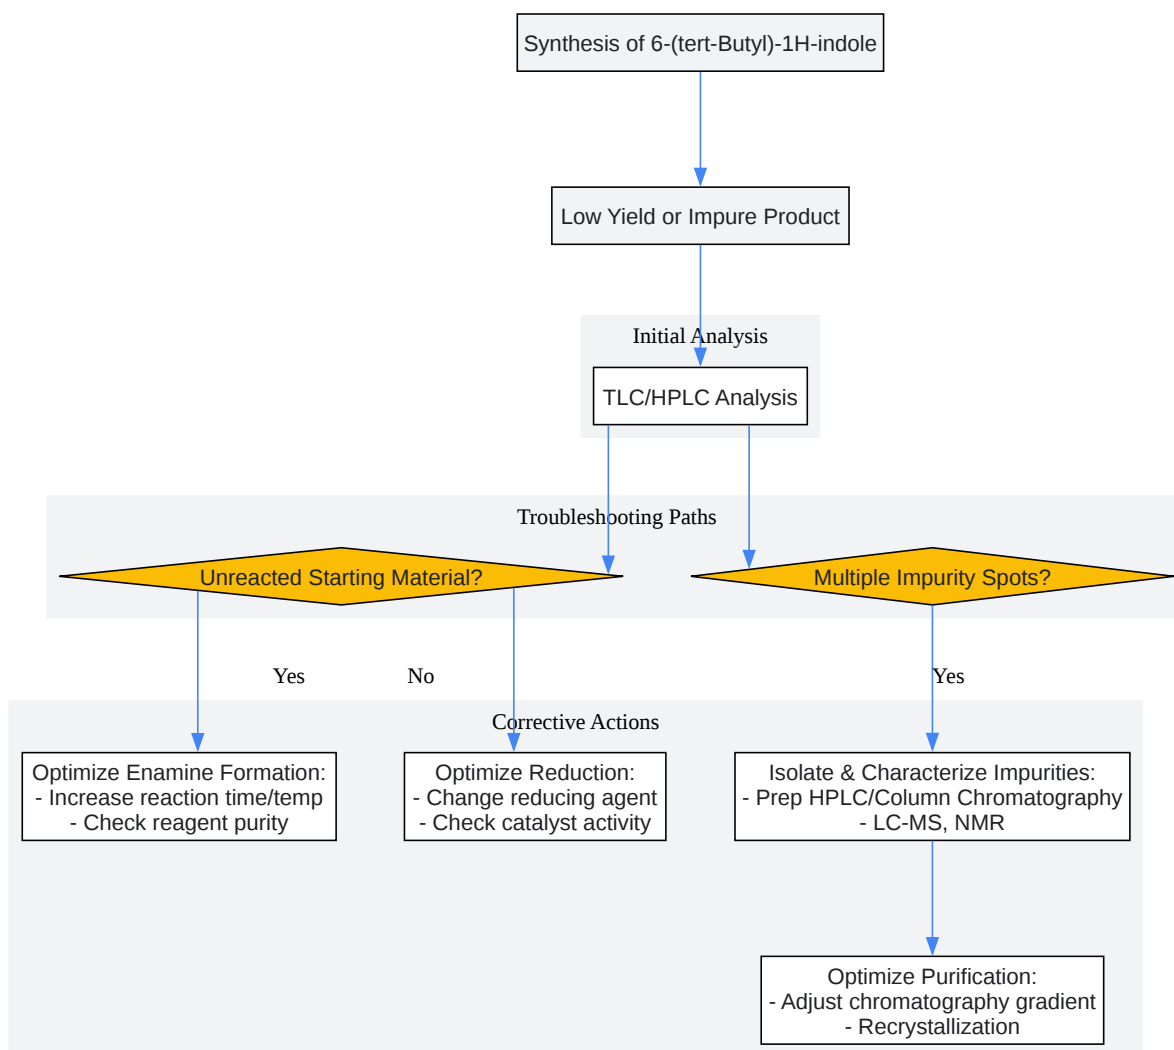 Synthesis of 6-(tert-Butyl)-1H-indole
Low Yield or Impure Product
Initial Analysis
TLC/HPLC Analysis
Troubleshooting Paths
Unreacted Starting Material?
Multiple Impurity Spots?
Yes
No
Yes
Corrective Actions
Optimize Enamine Formation:
- Increase reaction time/temp
- Check reagent purity
Optimize Reduction:
- Change reducing agent
- Check catalyst activity
Isolate & Characterize Impurities:
- Prep HPLC/Column Chromatography
- LC-MS, NMR
Optimize Purification:
- Adjust chromatography gradient
- Recrystallization